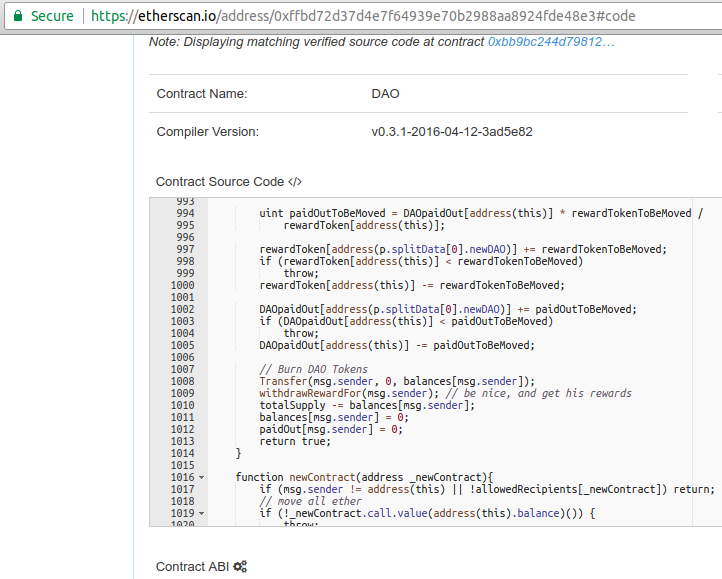 Secure https://etherscan.io/address/0xffbd72d37d4e7f64939e70b2988aa8924fde48e3#code
Note: Displaying matching verified source code at contract 0xbb9bc244d79812…
Contract Name: DAO
Compiler Version: v0.3.1-2016-04-12-3ad5e82
Contract Source Code </>
993
994 uint paidOutToBeMoved = DAOpaidOut[address(this)] * rewardTokenToBeMoved /
995 rewardToken[address(this)];
996
997 rewardToken[address(p.splitData[0].newDAO)] += rewardTokenToBeMoved;
998 if (rewardToken[address(this)] < rewardTokenToBeMoved)
999 throw;
1000 rewardToken[address(this)] -= rewardTokenToBeMoved;
1001
1002 DAOpaidOut[address(p.splitData[0].newDAO)] += paidOutToBeMoved;
1003 if (DAOpaidOut[address(this)] < paidOutToBeMoved)
1004 throw;
1005 DAOpaidOut[address(this)] -= paidOutToBeMoved;
1006
1007 // Burn DAO Tokens
1008 Transfer(msg.sender, 0, balances[msg.sender]);
1009 withdrawRewardFor(msg.sender); // be nice, and get his rewards
1010 totalSupply -= balances[msg.sender];
1011 balances[msg.sender] = 0;
1012 paidOut[msg.sender] = 0;
1013 return true;
1014 }
1015
1016 function newContract(address _newContract){
1017 if (msg.sender != address(this) || !allowedRecipients[_newContract]) return;
1018 // move all ether
1019 if (!_newContract.call.value(address(this).balance)()) {
1020 throw;
Contract ABI